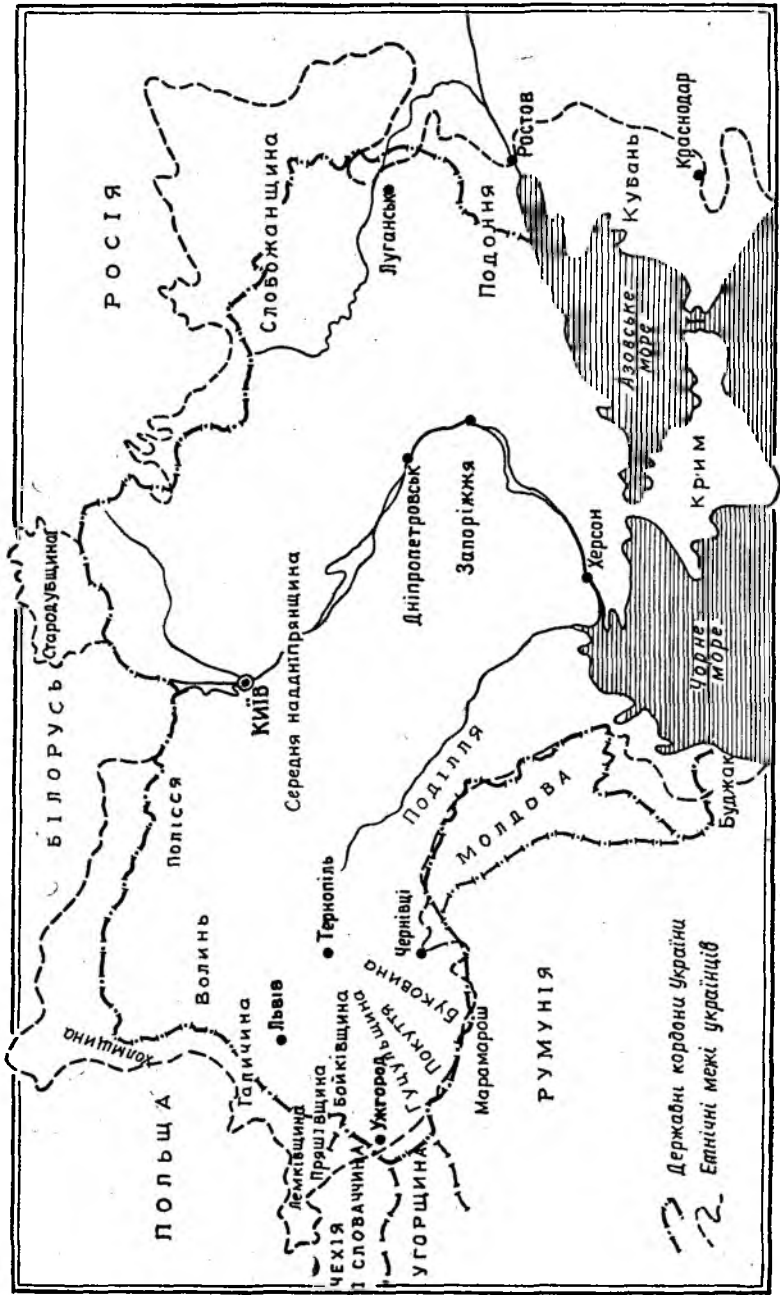 РОСІЯ
БІЛОРУСЬ
ПОЛЬЩА
Стародубщина
Слобожанщина
Полісся
Холмщина
Волинь
КИЇВ
Середня наддніпрянщина
Галичина
Львів
Тернопіль
Лемківщина
Пряшівщина
Бойківщина
Ужгород
ЧЕХІЯ
І СЛОВАЧЧИНА
УГОРЩИНА
Гуцульщина
Покуття
Буковина
Чернівці
Марамарош
Поділля
МОЛДОВА
РУМУНІЯ
Буджак
Дніпропетровськ
Запоріжжя
Херсон
Луганськ
Подоння
Ростов
Кубань
Краснодар
Азовське
море
КРИМ
Чорне
море
Державні кордони України
Етнічні межі українців